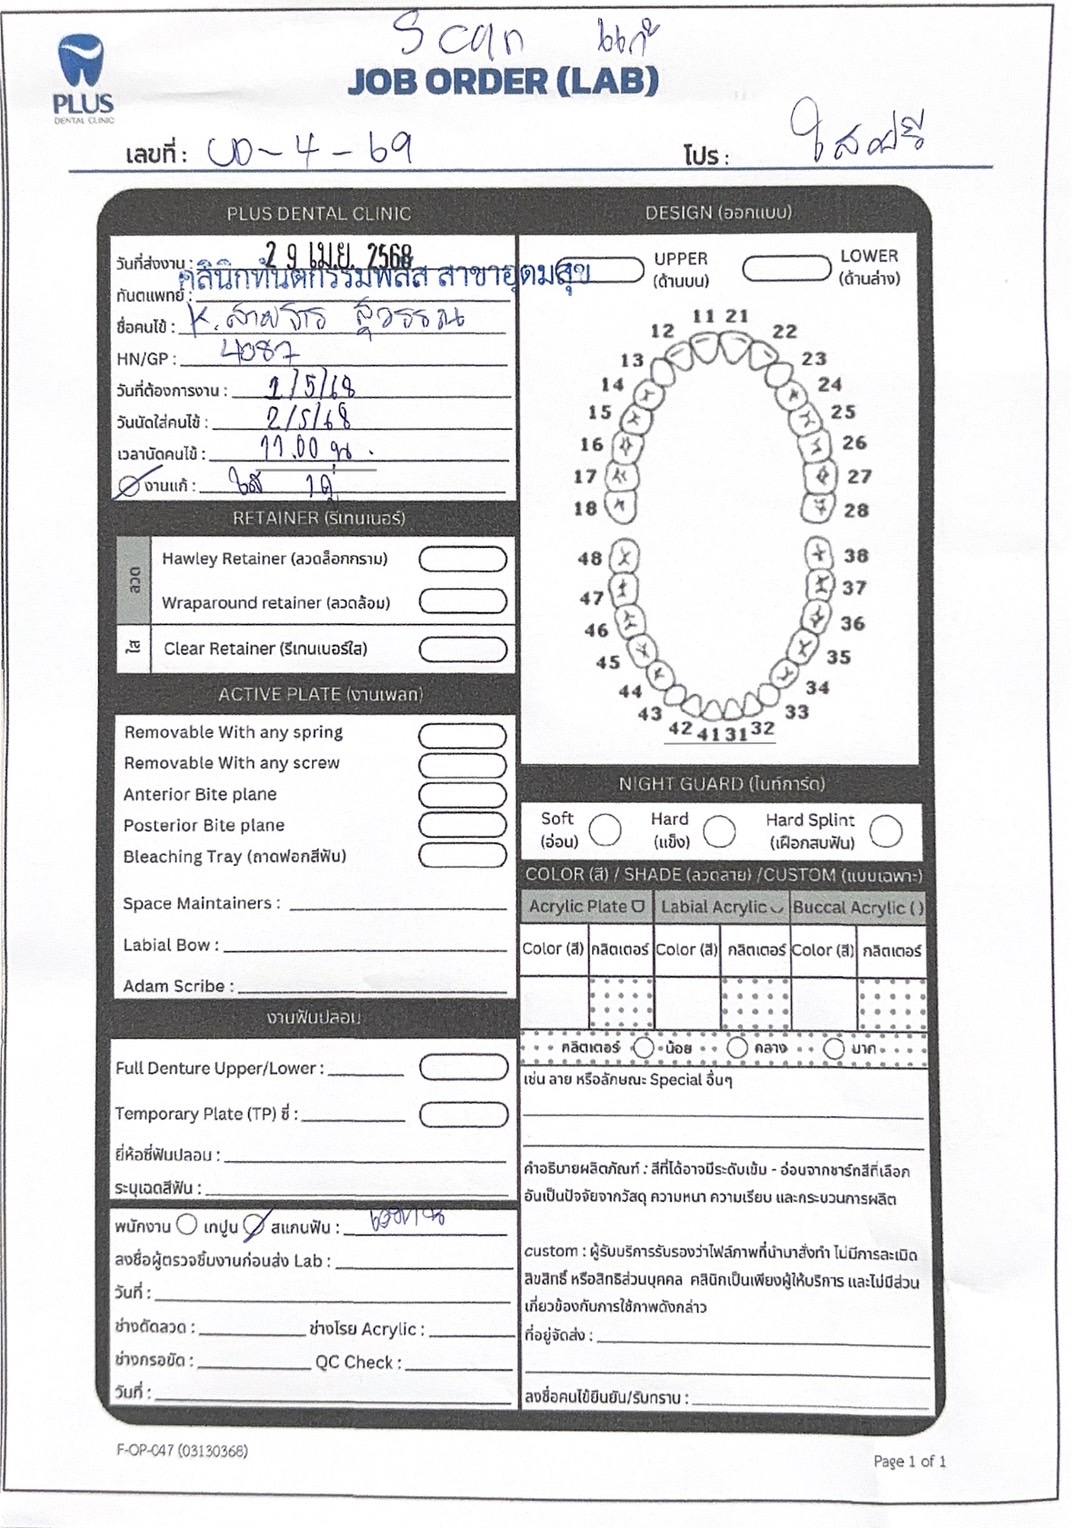 Scan แก้
PLUS
DENTAL CLINIC
JOB ORDER (LAB)
เลขที่ : UD-4-69
โปร : ใสฟรี
PLUS DENTAL CLINIC
วันที่ส่งงาน : 29 เม.ย. 2568
คลินิกทันตกรรมพลัส สาขาอุดมสุข
ทันตแพทย์ :
ชื่อคนไข้ : K.
HN/GP : 4087
วันที่ต้องการงาน : 1/5/68
วันนัดใส่คนไข้ : 2/5/68
เวลานัดคนไข้ : 11.00 น.
งานแก้ : ใส 1คู่
RETAINER (รีเทนเนอร์)
ลวด
Hawley Retainer (ลวดล็อกกราม)
Wraparound retainer (ลวดล้อม)
ใส
Clear Retainer (รีเทนเนอร์ใส)
ACTIVE PLATE (งานเพลท)
Removable With any spring
Removable With any screw
Anterior Bite plane
Posterior Bite plane
Bleaching Tray (ถาดฟอกสีฟัน)
Space Maintainers :
Labial Bow :
Adam Scribe :
งานฟันปลอม
Full Denture Upper/Lower :
Temporary Plate (TP) ซี่ :
ยี่ห้อซี่ฟันปลอม :
ระบุเฉดสีฟัน :
พนักงาน เทปูน สแกนฟัน :
ลงชื่อผู้ตรวจชิ้นงานก่อนส่ง Lab :
วันที่ :
ช่างดัดลวด : ช่างโรย Acrylic :
ช่างกรอขัด : QC Check :
วันที่ :
DESIGN (ออกแบบ)
UPPER
(ด้านบน)
LOWER
(ด้านล่าง)
11 21
12 22
13 23
14 24
15 25
16 26
17 27
18 28
48 38
47 37
46 36
45 35
44 34
43 33
42 41 31 32
NIGHT GUARD (ไนท์การ์ด)
Soft
(อ่อน)
Hard
(แข็ง)
Hard Splint
(เฝือกสบฟัน)
COLOR (สี) / SHADE (ลวดลาย) /CUSTOM (แบบเฉพาะ)
Acrylic Plate Labial Acrylic Buccal Acrylic ( )
Color (สี) กลิตเตอร์ Color (สี) กลิตเตอร์ Color (สี) กลิตเตอร์
กลิตเตอร์ น้อย กลาง มาก
เช่น ลาย หรือลักษณะ Special อื่นๆ
คำอธิบายผลิตภัณฑ์ : สีที่ได้อาจมีระดับเข้ม - อ่อนจากชาร์ทสีที่เลือก
อันเป็นปัจจัยจากวัสดุ ความหนา ความเรียบ และกระบวนการผลิต
custom : ผู้รับบริการรับรองว่าไฟล์ภาพที่นำมาสั่งทำ ไม่มีการละเมิด
ลิขสิทธิ์ หรือสิทธิส่วนบุคคล คลินิกเป็นเพียงผู้ให้บริการ และไม่มีส่วน
เกี่ยวข้องกับการใช้ภาพดังกล่าว
ที่อยู่จัดส่ง :
ลงชื่อคนไข้ยืนยัน/รับทราบ :
F-OP-047 (03130368)
Page 1 of 1